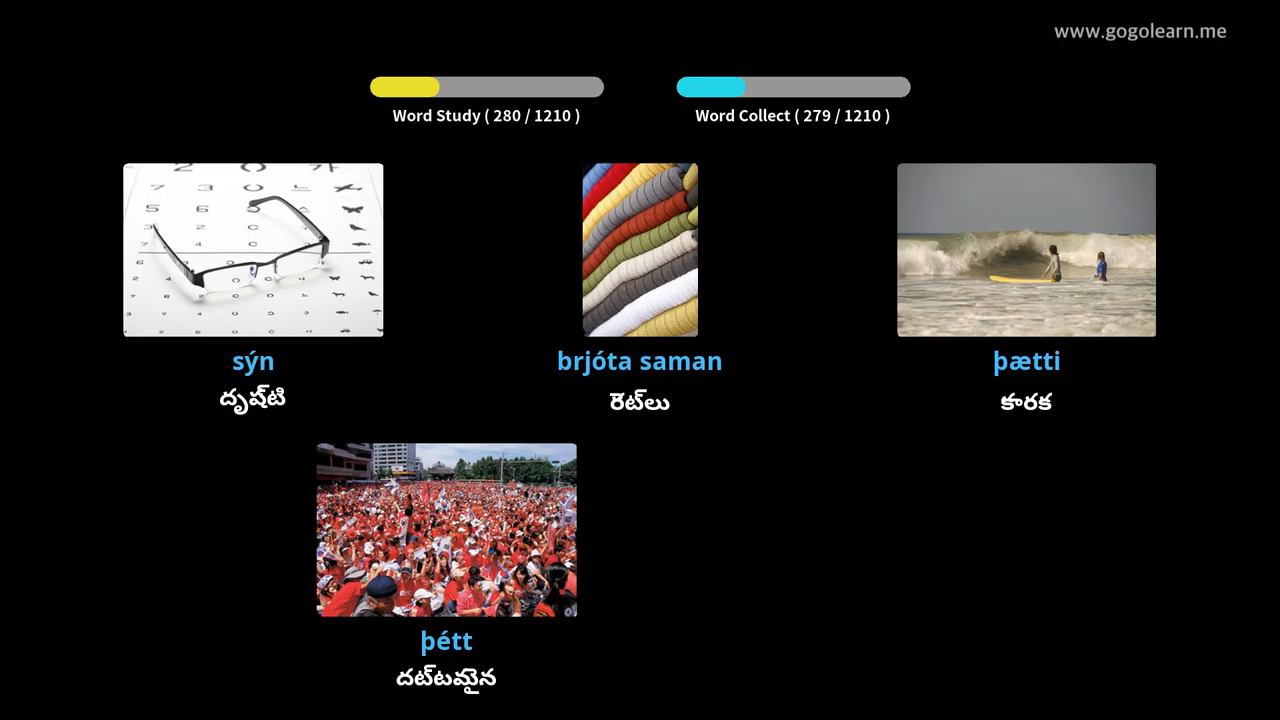 www.gogolearn.me
Word Study ( 280 / 1210 )
Word Collect ( 279 / 1210 )
sýn
దృష్టి
brjóta saman
రెట్లు
þætti
కారక
þétt
దట్టమైన